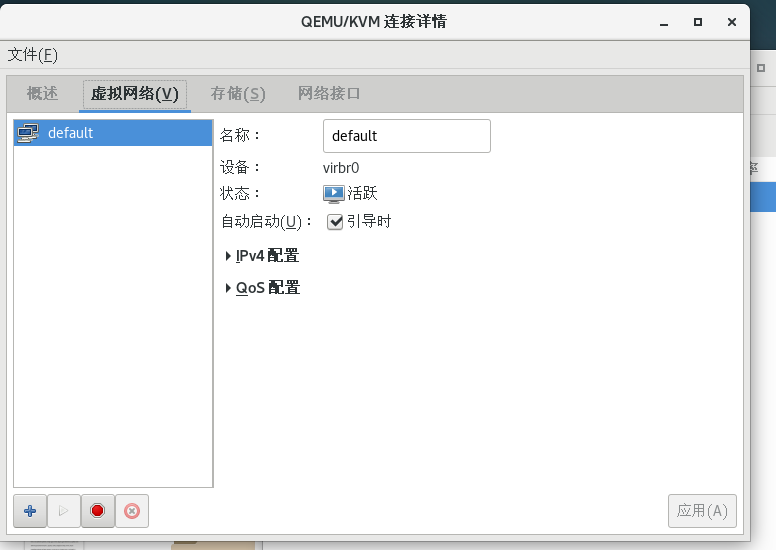 QEMU/KVM 连接详情
文件(F)
概述 虚拟网络(V) 存储(S) 网络接口
default
名称： default
设备： virbr0
状态： 活跃
自动启动(U)： 引导时
IPv4 配置
QoS 配置
应用(A)
率